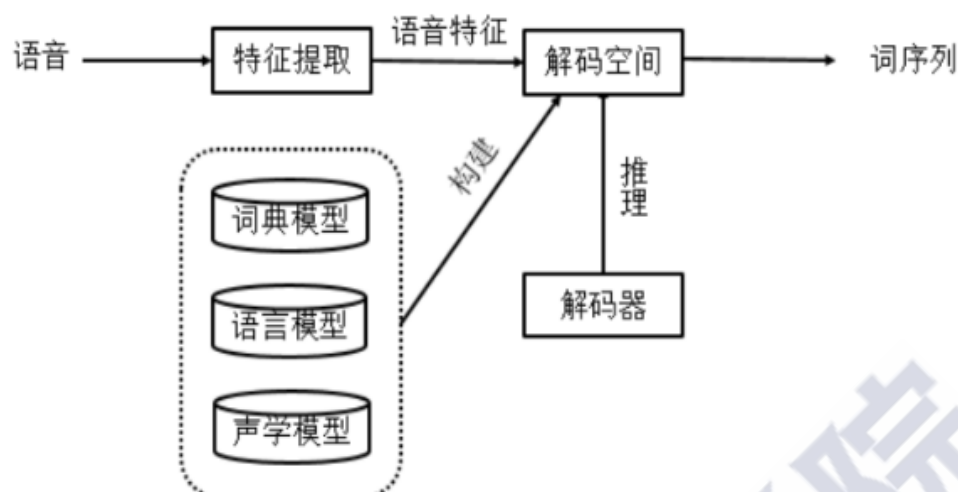 语音
特征提取
语音特征
解码空间
词序列
构建
推理
词典模型
语言模型
声学模型
解码器
院